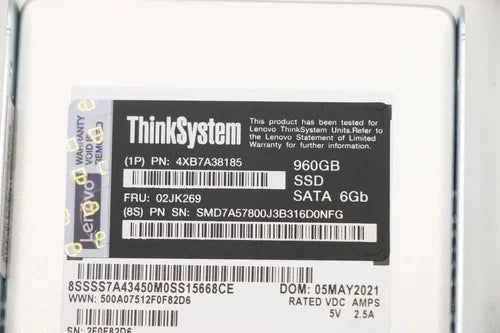 WARRANTY
VOID IF
REMOVED
Lenovo
ThinkSystem
This product has been tested for
Lenovo ThinkSystem Units.Refer to
the Lenovo Statement of Limited
Warranty for further information.
(1P) PN: 4XB7A38185
960GB
SSD
FRU: 02JK269
SATA 6Gb
(8S) PN SN: SMD7A57800J3B316D0NFG
8SSSS7A43450M0SS15668CE
DOM: 05MAY2021
WWN: 500A07512F0F82D6
RATED VDC AMPS
5V 2.5A
SN: 2F0F82D6